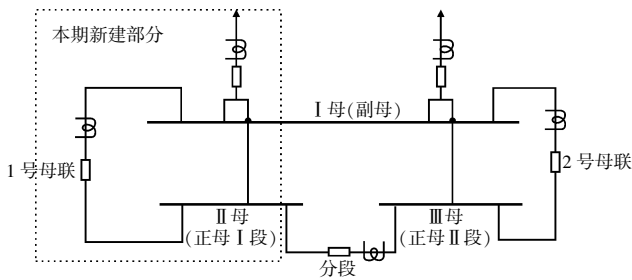 本期新建部分
Ⅰ母(副母)
1号母联
2号母联
Ⅱ母
(正母Ⅰ段)
Ⅲ母
(正母Ⅱ段)
分段